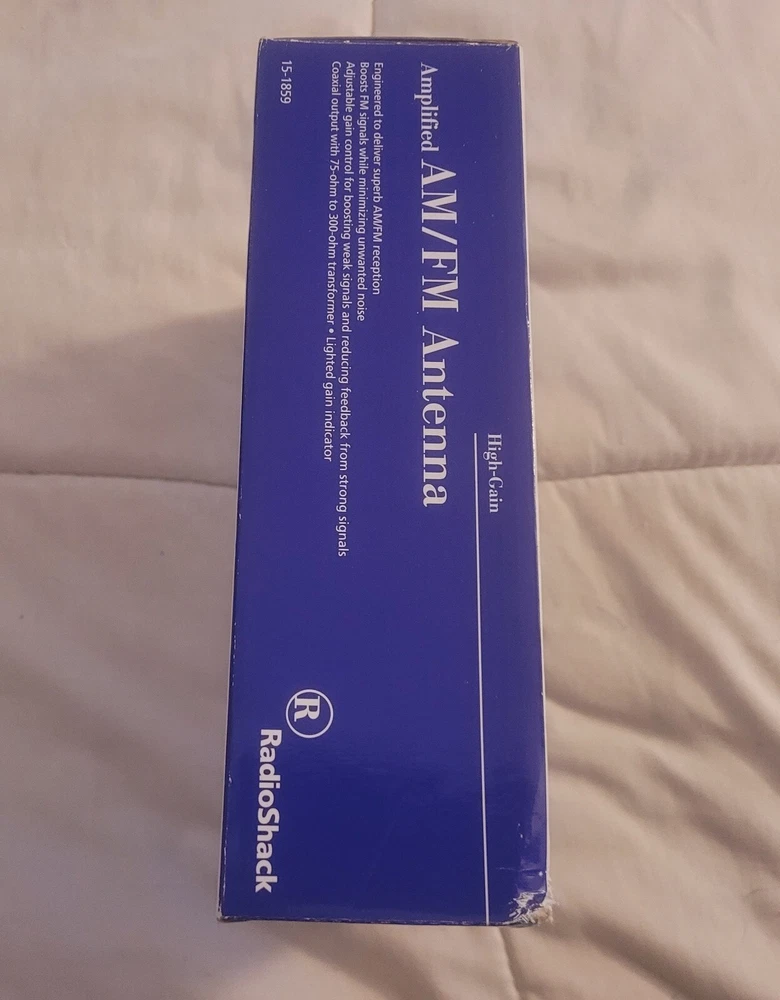 High-Gain
Amplified AM/FM Antenna
Engineered to deliver superb AM/FM reception
Boosts FM signals while minimizing unwanted noise
Adjustable gain control for boosting weak signals and reducing feedback from strong signals
Coaxial output with 75-ohm to 300-ohm transformer • Lighted gain indicator
15-1859
R
RadioShack